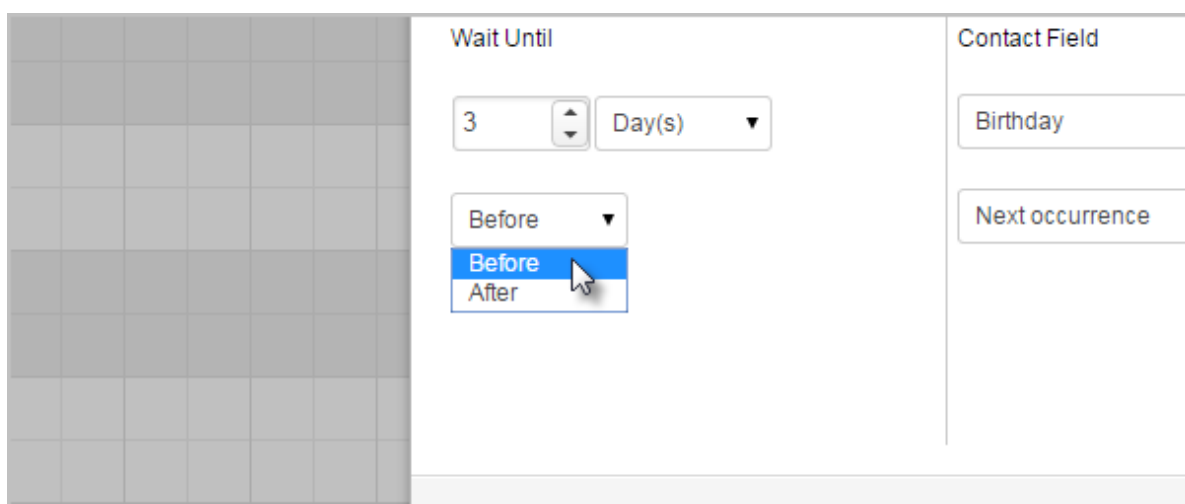 Wait Until
Contact Field
3
Day(s)
Birthday
Before
Next occurrence
Before
After